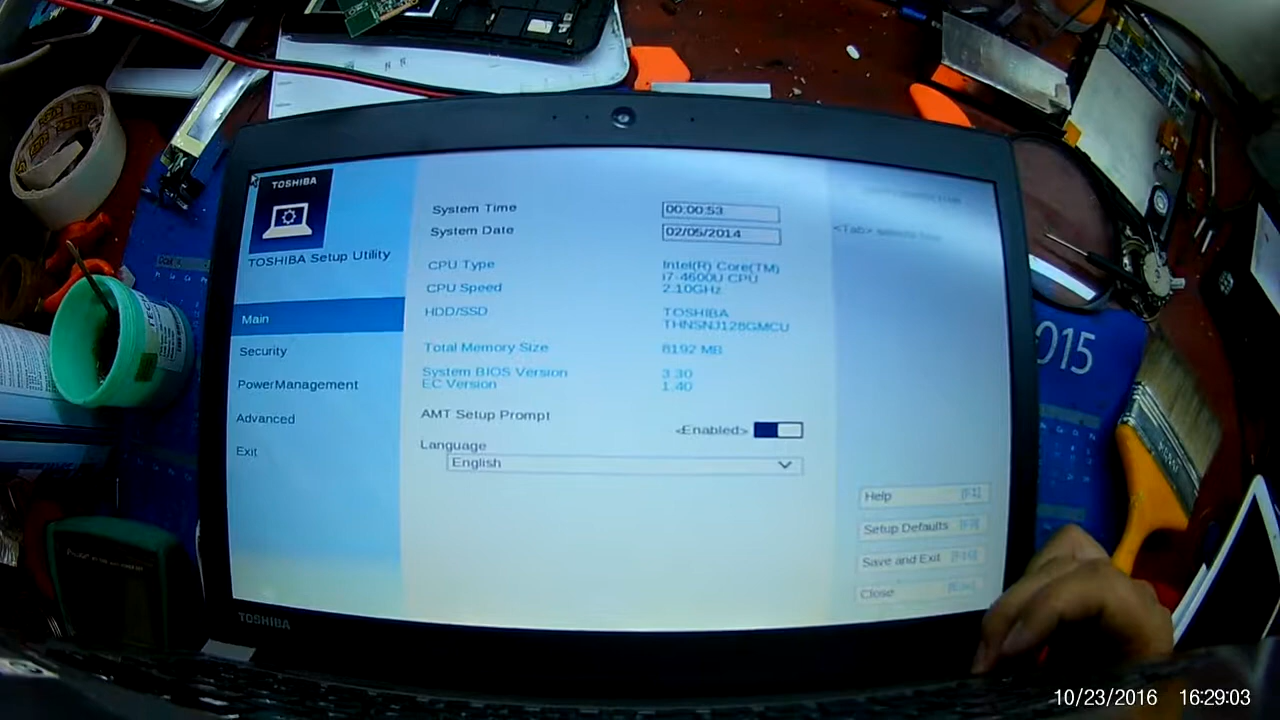 TOSHIBA
TOSHIBA Setup Utility
Main
Security
PowerManagement
Advanced
Exit
System Time 00:00:53
System Date 02/05/2014
CPU Type Intel(R) Core(TM)
i7-4600U CPU
CPU Speed 2.10GHz
HDD/SSD TOSHIBA
THNSNJ128GMCU
Total Memory Size 8192 MB
System BIOS Version 3.30
EC Version 1.40
AMT Setup Prompt
<Enabled>
Language
English
<Tab>
Help [F1]
Setup Defaults
Save and Exit
Close
TOSHIBA
015
10/23/2016 16:29:03